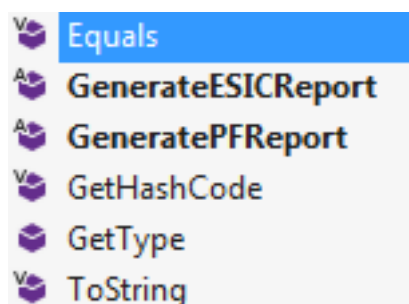 V Equals
A GenerateESICReport
A GeneratePFReport
V GetHashCode
GetType
V ToString